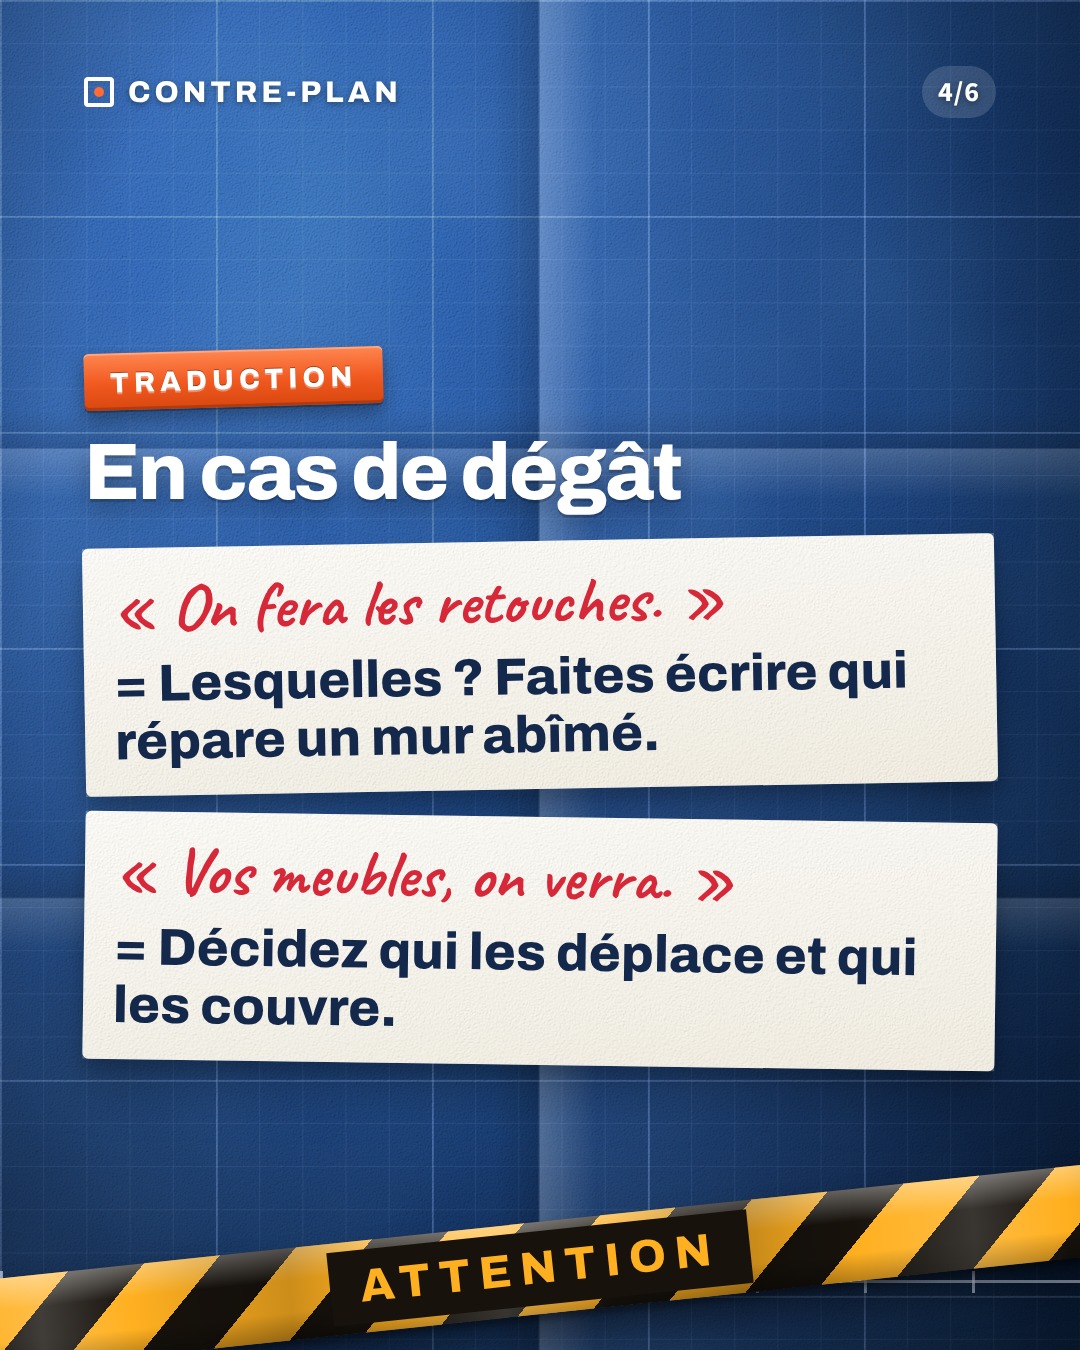 CONTRE-PLAN
4/6
TRADUCTION
En cas de dégât
« On fera les retouches. »
= Lesquelles ? Faites écrire qui
répare un mur abîmé.
« Vos meubles, on verra. »
= Décidez qui les déplace et qui
les couvre.
ATTENTION